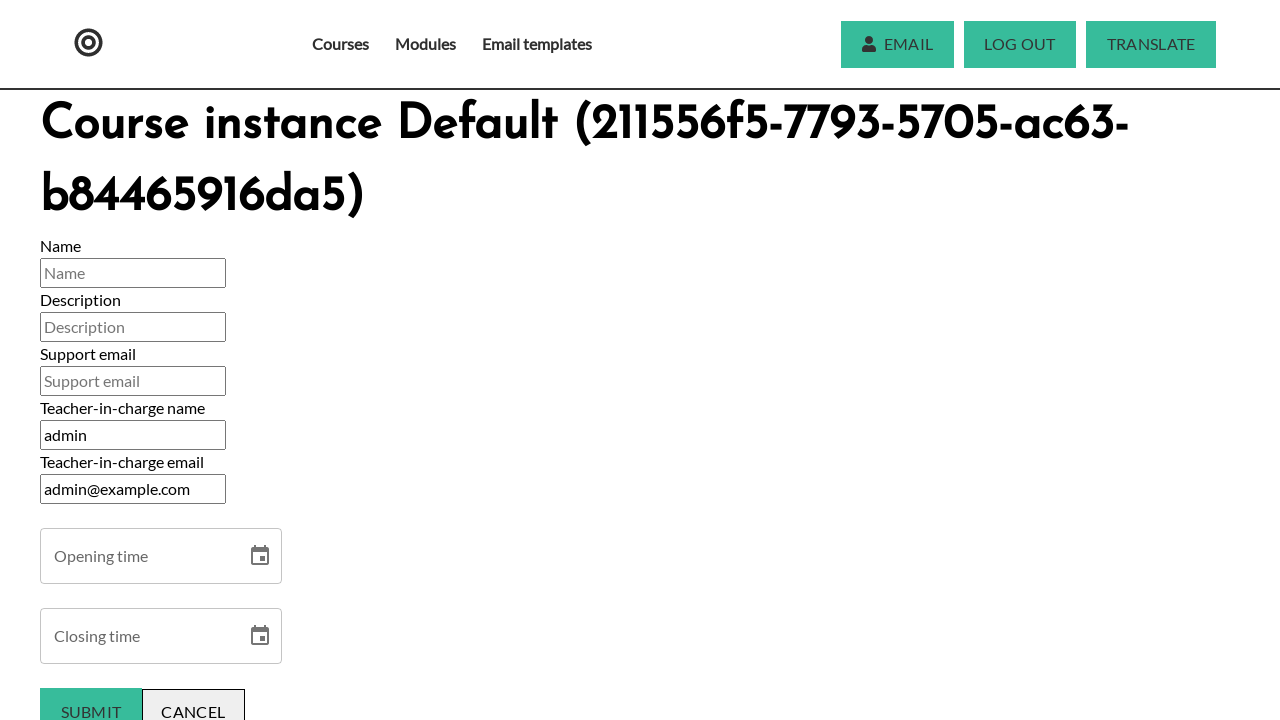 Courses Modules Email templates EMAIL LOG OUT TRANSLATE
Course instance Default (211556f5-7793-5705-ac63-
b84465916da5)
Name
Name
Description
Description
Support email
Support email
Teacher-in-charge name
admin
Teacher-in-charge email
admin@example.com
Opening time
Closing time
SUBMIT CANCEL